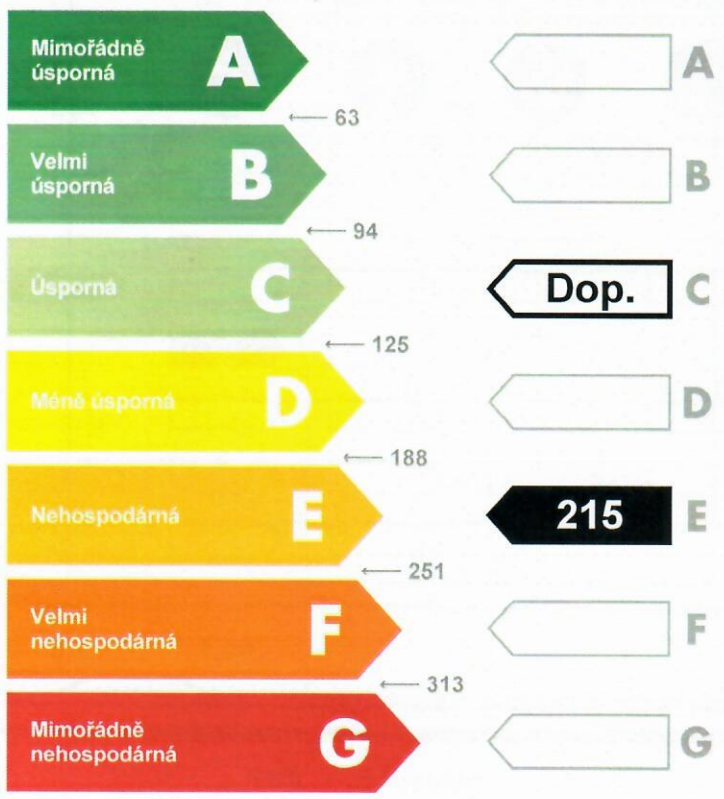 Mimořádně
úsporná
A
A
63
Velmi
úsporná
B
B
94
Úsporná
C
Dop.
C
125
Méně úsporná
D
D
188
Nehospodárná
E
215
E
251
Velmi
nehospodárná
F
F
313
Mimořádně
nehospodárná
G
G